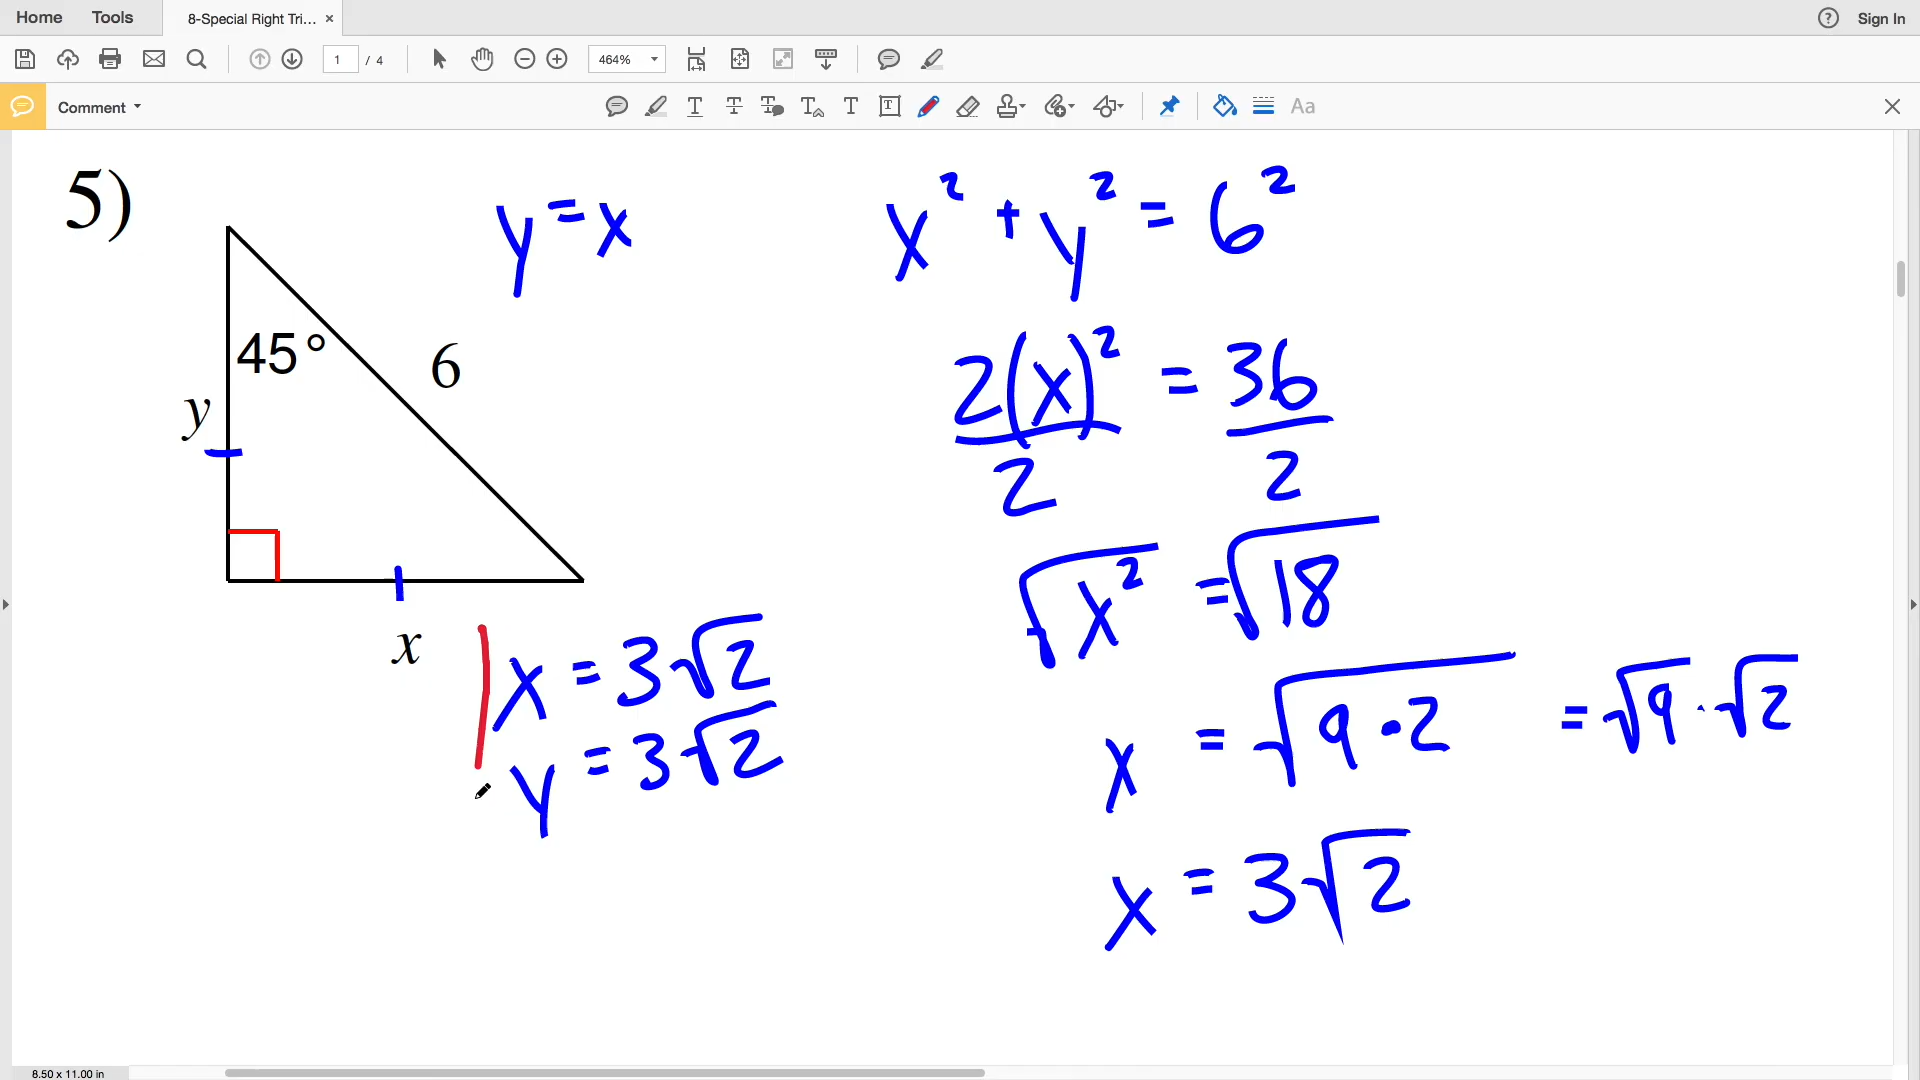 Home Tools 8-Special Right Tri... × ? Sign In
1 / 4 464%
Comment Aa
5)
y = x
x² + y² = 6²
45°
6
y
x
2(x)² = 36
2 2
√x² = √18
x = √9 • 2 = √9 · √2
x = 3√2
x = 3√2
y = 3√2
8.50 x 11.00 in